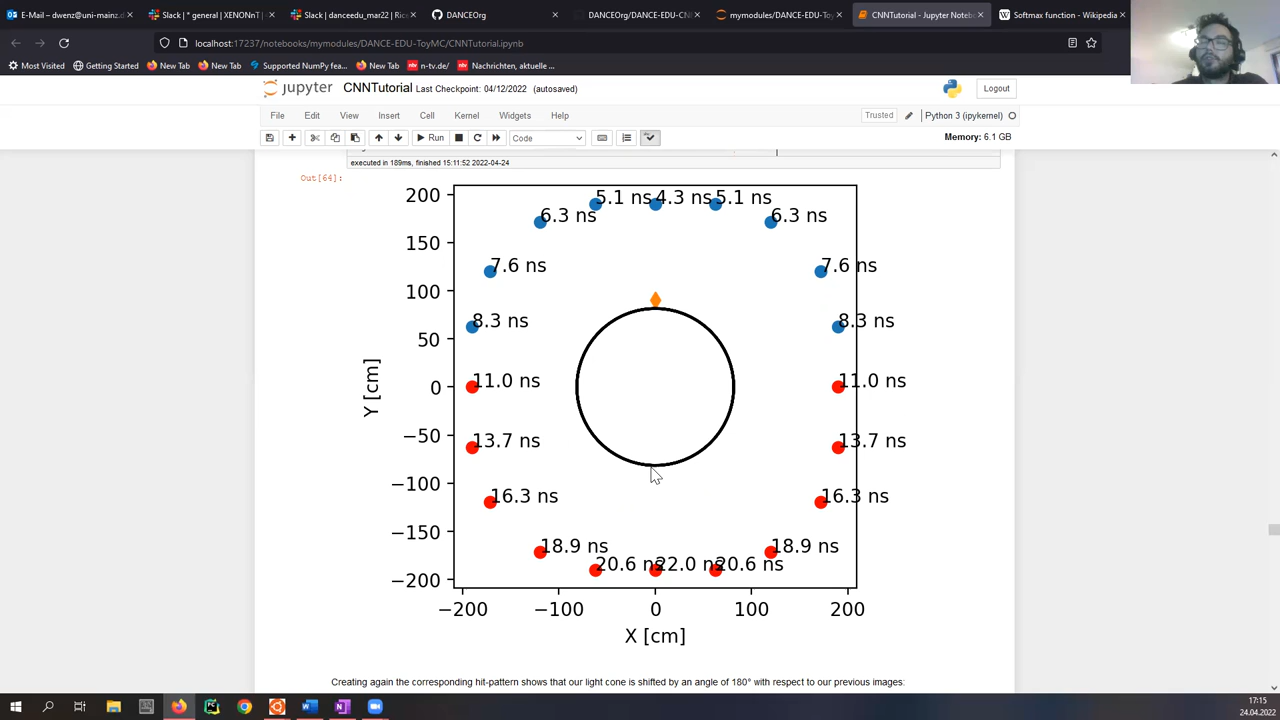 E-Mail – dwenz@uni-mainz.d
Slack | * general | XENONnT |
Slack | danceedu_mar22 | Ric
DANCEOrg
DANCEOrg/DANCE-EDU-CN
mymodules/DANCE-EDU-Toy
CNNTutorial - Jupyter Noteb
Softmax function - Wikipedia
localhost:17237/notebooks/mymodules/DANCE-EDU-ToyMC/CNNTutorial.ipynb
Most Visited
Getting Started
New Tab
New Tab
Supported NumPy fea...
New Tab
n-tv.de/
Nachrichten, aktuelle ...
jupyter CNNTutorial Last Checkpoint: 04/12/2022 (autosaved)
Logout
File Edit View Insert Cell Kernel Widgets Help
Trusted
Python 3 (ipykernel)
Run
Code
Memory: 6.1 GB
executed in 189ms, finished 15:11:52 2022-04-24
Out[64]:
200
150
100
50
0
−50
−100
−150
−200
Y [cm]
5.1 ns
4.3 ns
5.1 ns
6.3 ns
6.3 ns
7.6 ns
7.6 ns
8.3 ns
8.3 ns
11.0 ns
11.0 ns
13.7 ns
13.7 ns
16.3 ns
16.3 ns
18.9 ns
18.9 ns
20.6 ns
22.0 ns
20.6 ns
−200
−100
0
100
200
X [cm]
Creating again the corresponding hit-pattern shows that our light cone is shifted by an angle of 180° with respect to our previous images:
17:15
24.04.2022